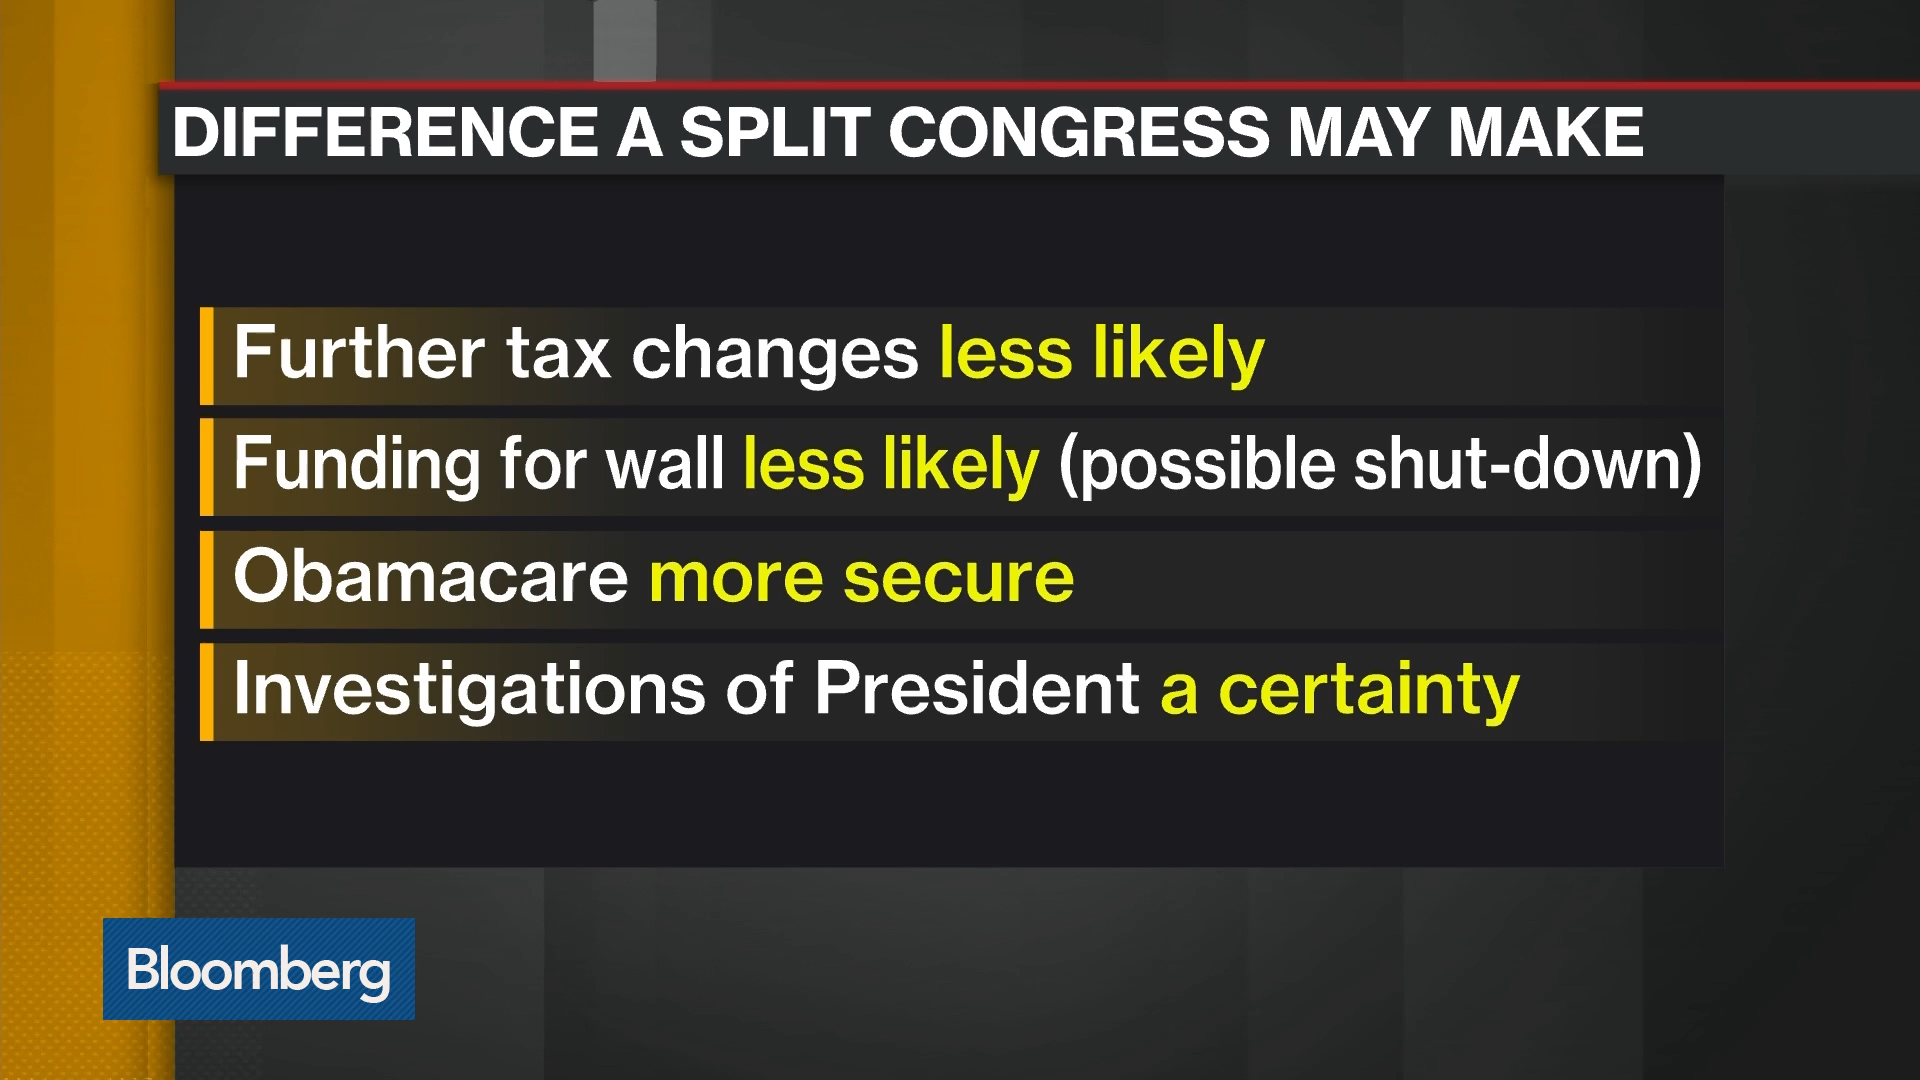 DIFFERENCE A SPLIT CONGRESS MAY MAKE
Further tax changes less likely
Funding for wall less likely (possible shut-down)
Obamacare more secure
Investigations of President a certainty
Bloomberg